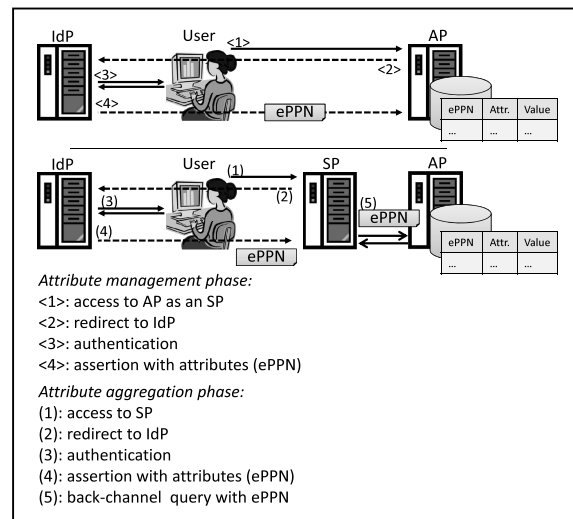 IdP User AP
<1>
<2>
<3>
<4>
ePPN
ePPN Attr. Value
... ... ...
IdP User SP AP
(1)
(2)
(3)
(4)
ePPN
(5)
ePPN
ePPN Attr. Value
... ... ...
Attribute management phase:
<1>: access to AP as an SP
<2>: redirect to IdP
<3>: authentication
<4>: assertion with attributes (ePPN)
Attribute aggregation phase:
(1): access to SP
(2): redirect to IdP
(3): authentication
(4): assertion with attributes (ePPN)
(5): back-channel query with ePPN